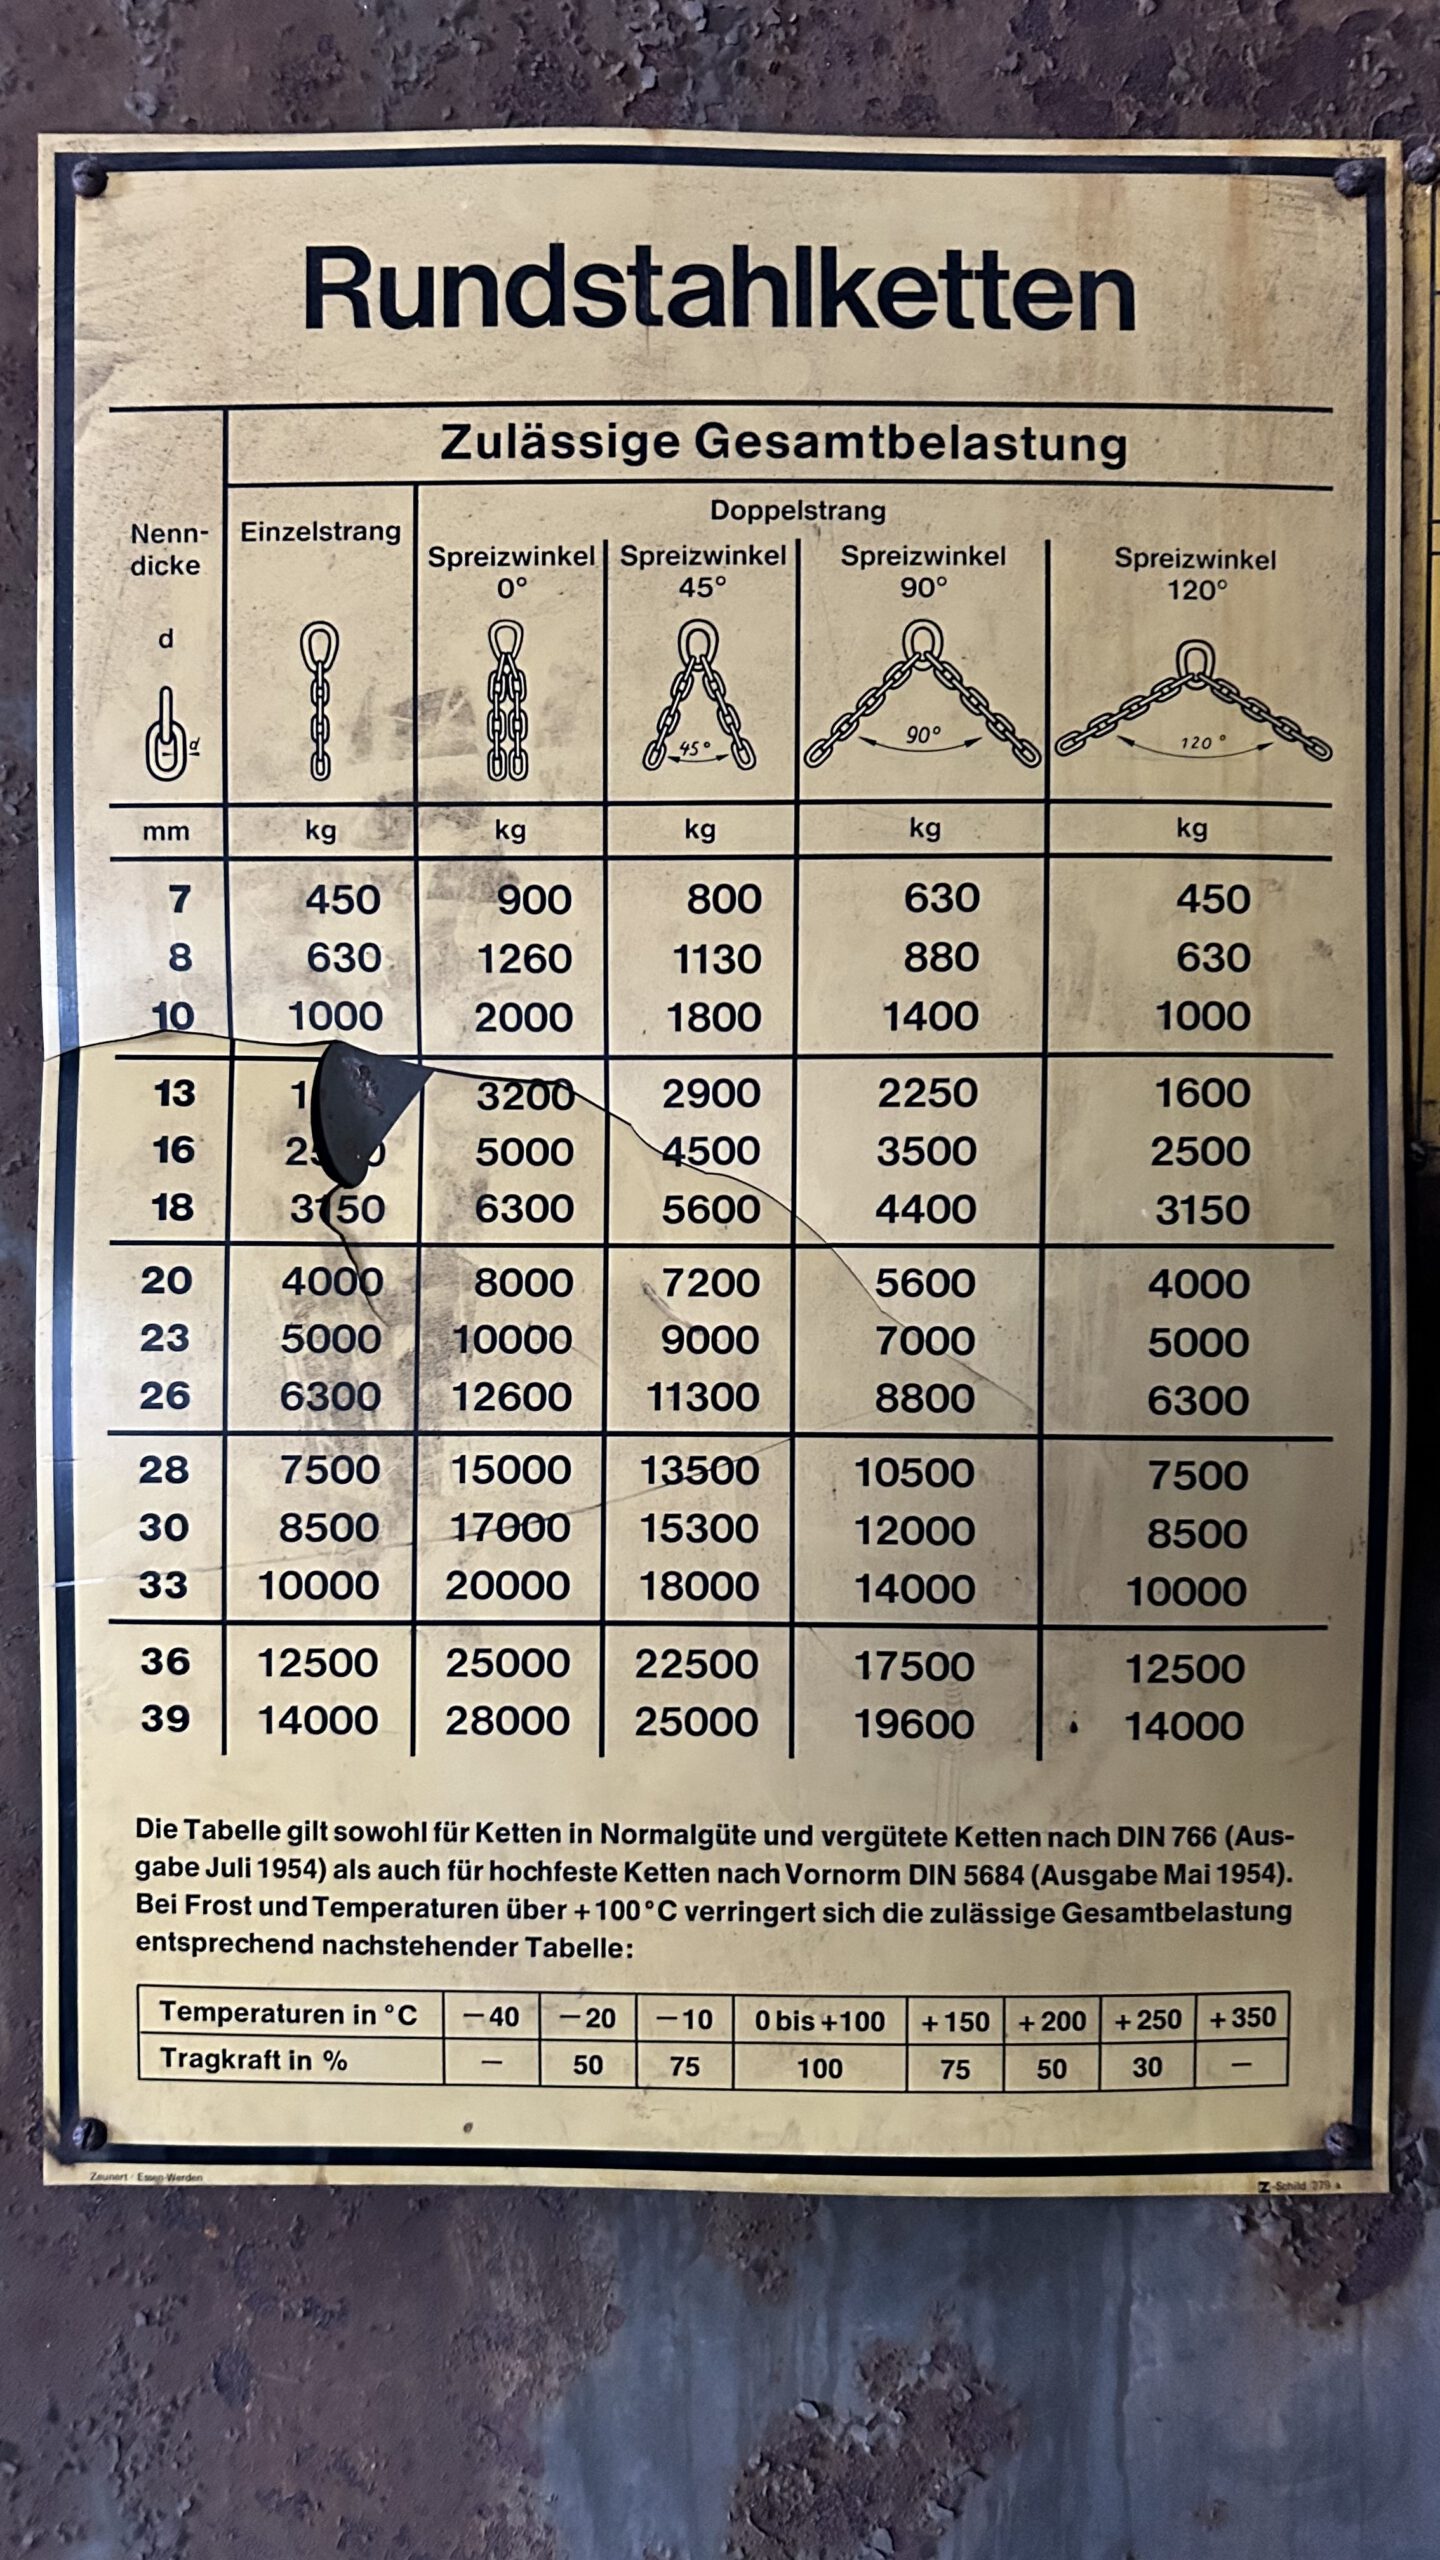 Rundstahlketten
Zulässige Gesamtbelastung
Doppelstrang
Nenn- Einzelstrang
dicke
Spreizwinkel Spreizwinkel Spreizwinkel Spreizwinkel
0° 45° 90° 120°
d
d 45° 90° 120°
mm kg kg kg kg kg
7 450 900 800 630 450
8 630 1260 1130 880 630
10 1000 2000 1800 1400 1000
13 3200 2900 2250 1600
16 5000 4500 3500 2500
18 3150 6300 5600 4400 3150
20 4000 8000 7200 5600 4000
23 5000 10000 9000 7000 5000
26 6300 12600 11300 8800 6300
28 7500 15000 13500 10500 7500
30 8500 17000 15300 12000 8500
33 10000 20000 18000 14000 10000
36 12500 25000 22500 17500 12500
39 14000 28000 25000 19600 14000
Die Tabelle gilt sowohl für Ketten in Normalgüte und vergütete Ketten nach DIN 766 (Aus-
gabe Juli 1954) als auch für hochfeste Ketten nach Vornorm DIN 5684 (Ausgabe Mai 1954).
Bei Frost und Temperaturen über +100°C verringert sich die zulässige Gesamtbelastung
entsprechend nachstehender Tabelle:
Temperaturen in °C −40 −20 −10 0 bis +100 +150 +200 +250 +350
Tragkraft in % − 50 75 100 75 50 30 −
Zaunert · Essen-Werden
Z-Schild 279 a